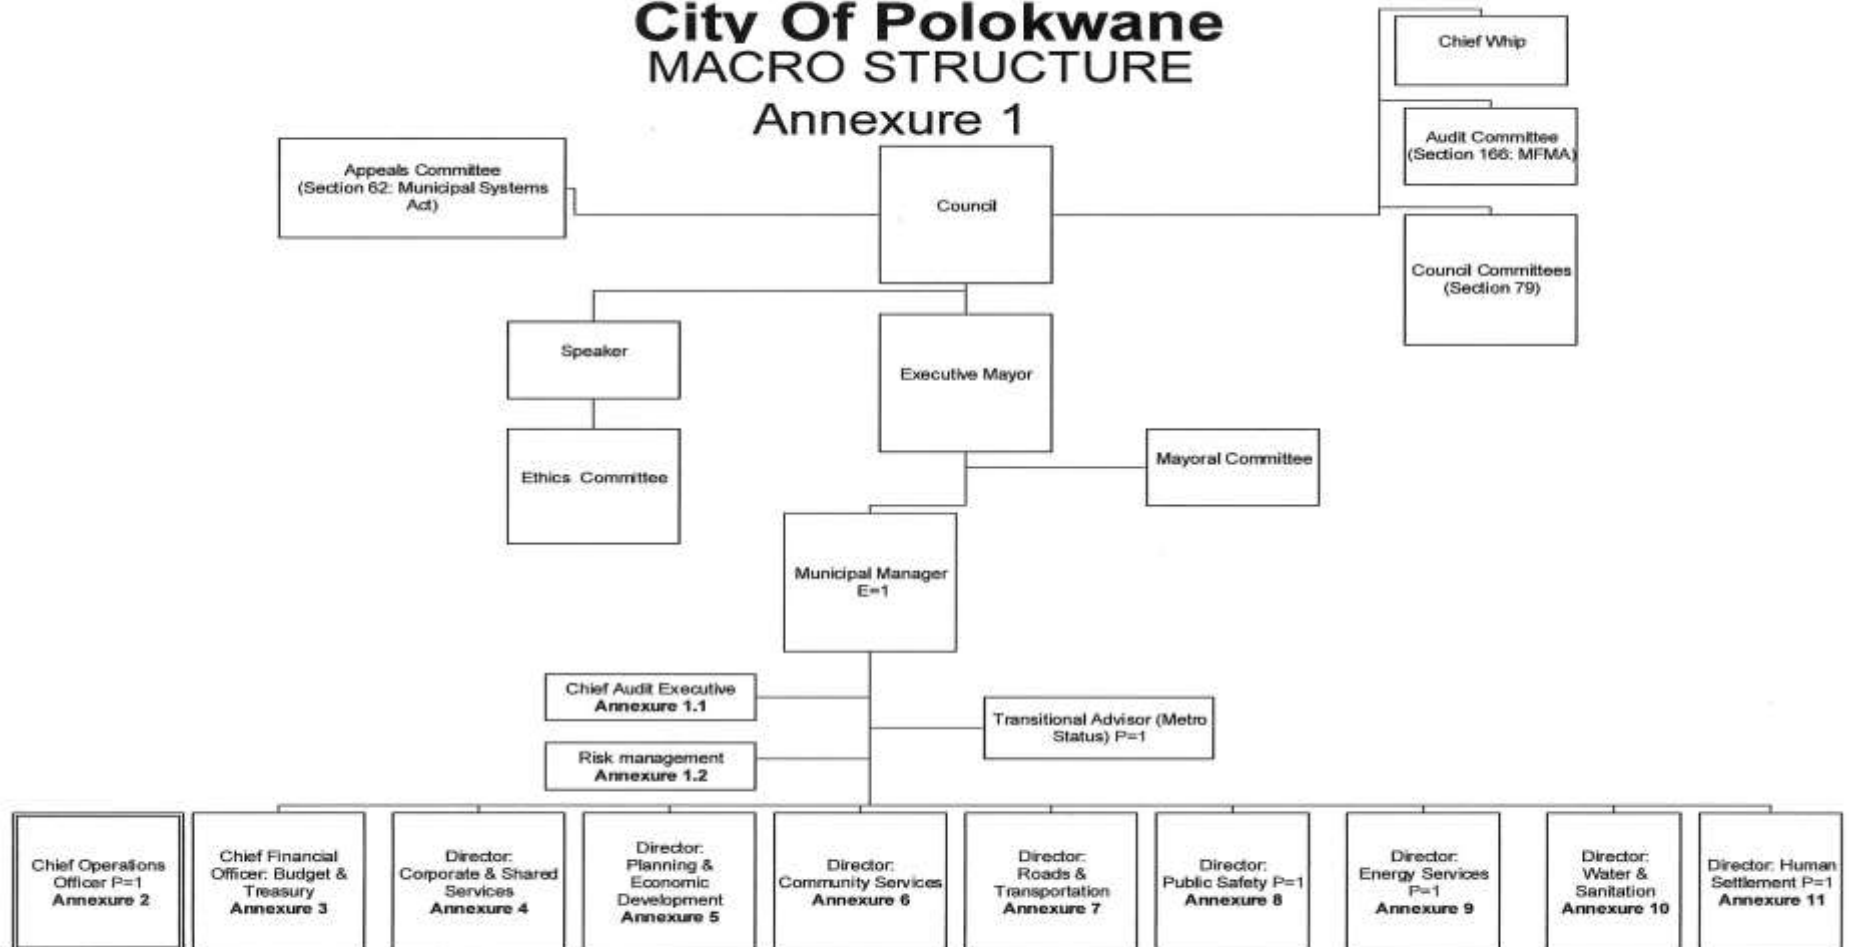 City Of Polokwane
MACRO STRUCTURE
Annexure 1
Chief Whip
Audit Committee
(Section 166: MFMA)
Appeals Committee
(Section 62: Municipal Systems
Act)
Council
Council Committees
(Section 79)
Speaker
Executive Mayor
Ethics Committee
Mayoral Committee
Municipal Manager
E=1
Chief Audit Executive
Annexure 1.1
Transitional Advisor (Metro
Status) P=1
Risk management
Annexure 1.2
Chief Operations
Officer P=1
Annexure 2
Chief Financial
Officer: Budget &
Treasury
Annexure 3
Director:
Corporate & Shared
Services
Annexure 4
Director:
Planning &
Economic
Development
Annexure 5
Director:
Community Services
Annexure 6
Director:
Roads &
Transportation
Annexure 7
Director:
Public Safety P=1
Annexure 8
Director:
Energy Services
P=1
Annexure 9
Director:
Water &
Sanitation
Annexure 10
Director: Human
Settlement P=1
Annexure 11